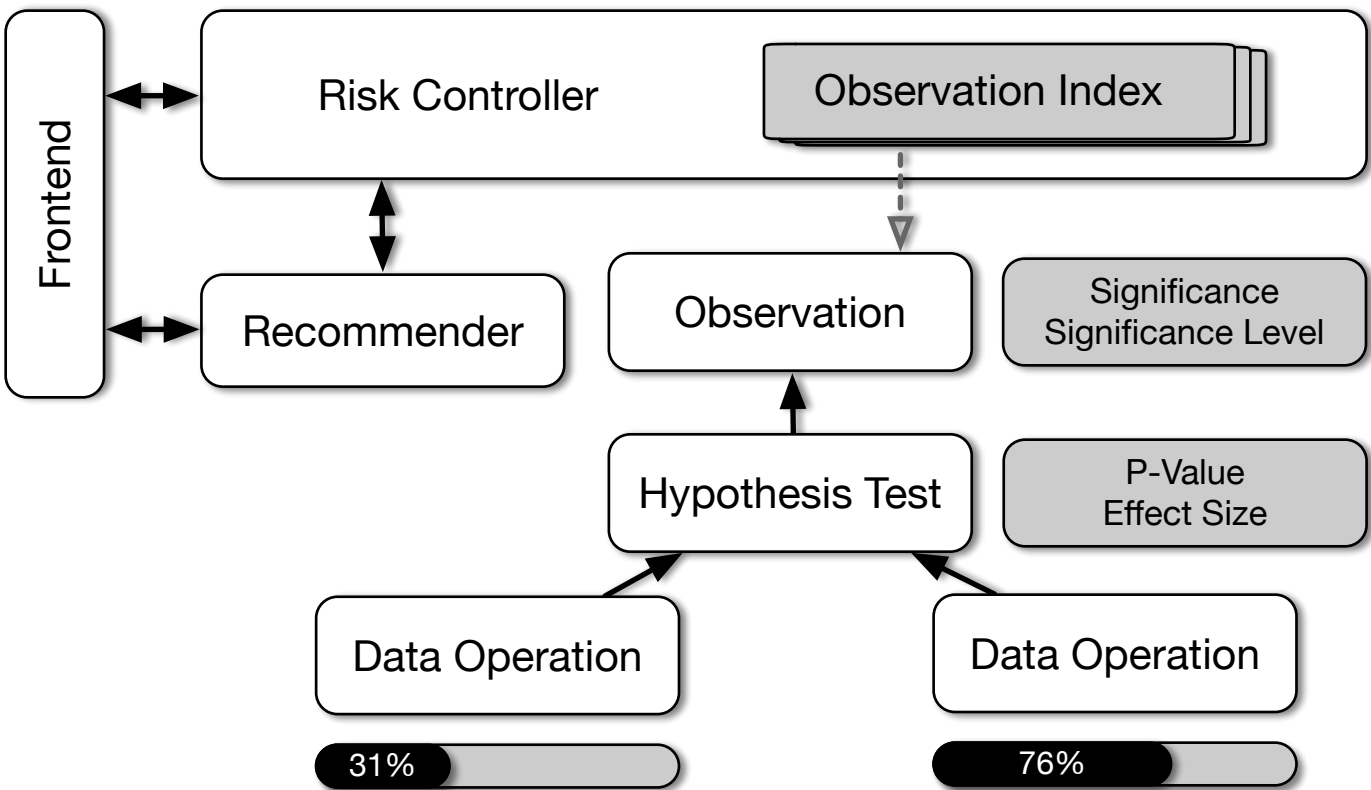 Frontend
Risk Controller
Observation Index
Recommender
Observation
Significance
Significance Level
Hypothesis Test
P-Value
Effect Size
Data Operation
Data Operation
31%
76%